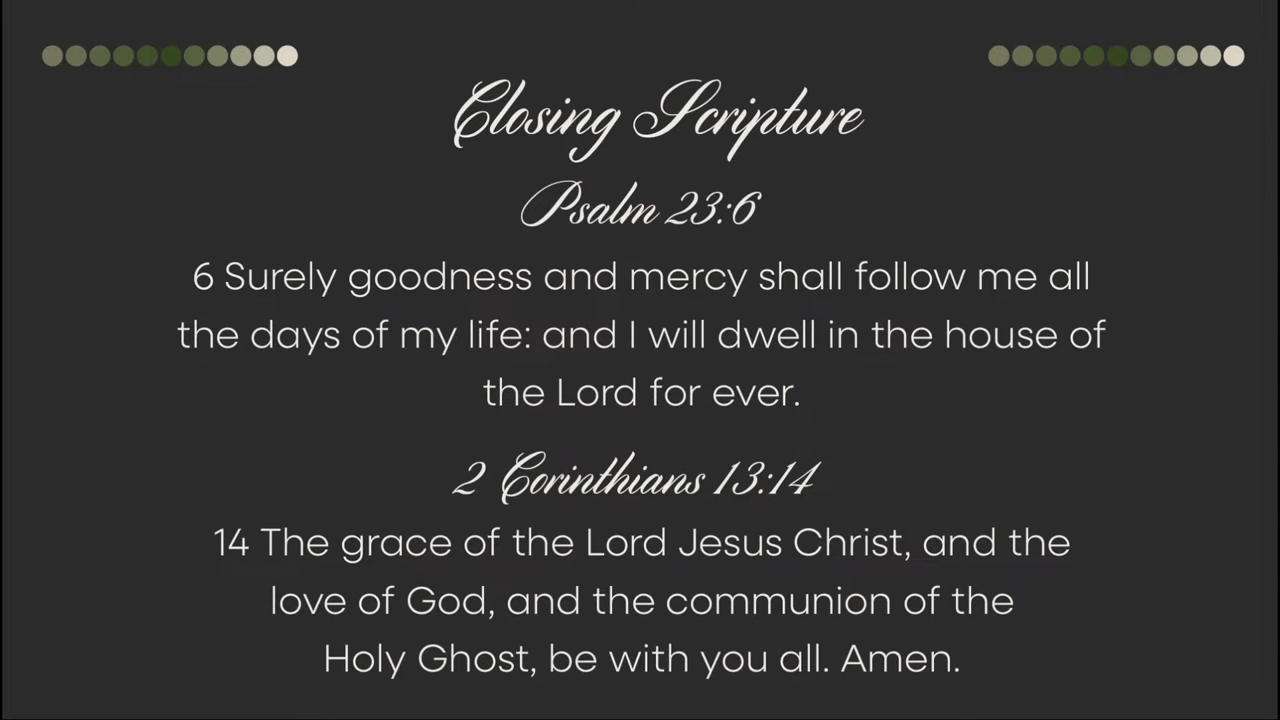 Closing Scripture
Psalm 23:6
6 Surely goodness and mercy shall follow me all
the days of my life: and I will dwell in the house of
the Lord for ever.
2 Corinthians 13:14
14 The grace of the Lord Jesus Christ, and the
love of God, and the communion of the
Holy Ghost, be with you all. Amen.